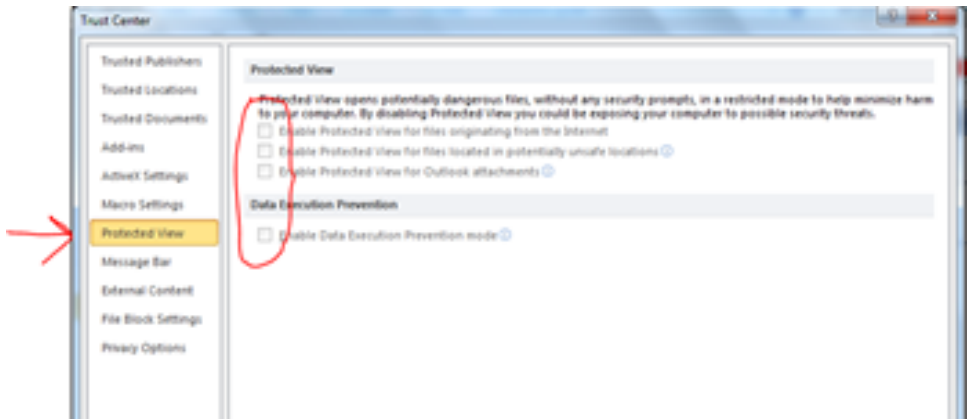 Trust Center
Trusted Publishers
Trusted Locations
Trusted Documents
Add-ins
ActiveX Settings
Macro Settings
Protected View
Message Bar
External Content
File Block Settings
Privacy Options
Protected View
Protected View opens potentially dangerous files, without any security prompts, in a restricted mode to help minimize harm
to your computer. By disabling Protected View you could be exposing your computer to possible security threats.
Enable Protected View for files originating from the Internet
Enable Protected View for files located in potentially unsafe locations
Enable Protected View for Outlook attachments
Data Execution Prevention
Enable Data Execution Prevention mode